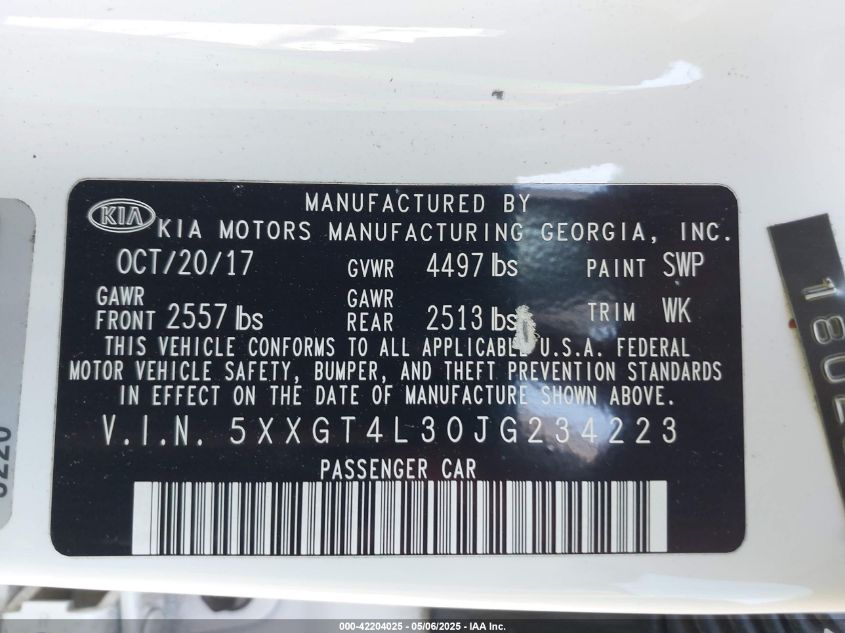 MANUFACTURED BY
KIA KIA MOTORS MANUFACTURING GEORGIA, INC.
OCT/20/17 GVWR 4497 lbs PAINT SWP
GAWR FRONT 2557 lbs GAWR REAR 2513 lbs TRIM WK
THIS VEHICLE CONFORMS TO ALL APPLICABLE U.S.A. FEDERAL
MOTOR VEHICLE SAFETY, BUMPER, AND THEFT PREVENTION STANDARDS
IN EFFECT ON THE DATE OF MANUFACTURE SHOWN ABOVE.
V.I.N. 5XXGT4L30JG234223
PASSENGER CAR
000-42204025 - 05/06/2025 - IAA Inc.